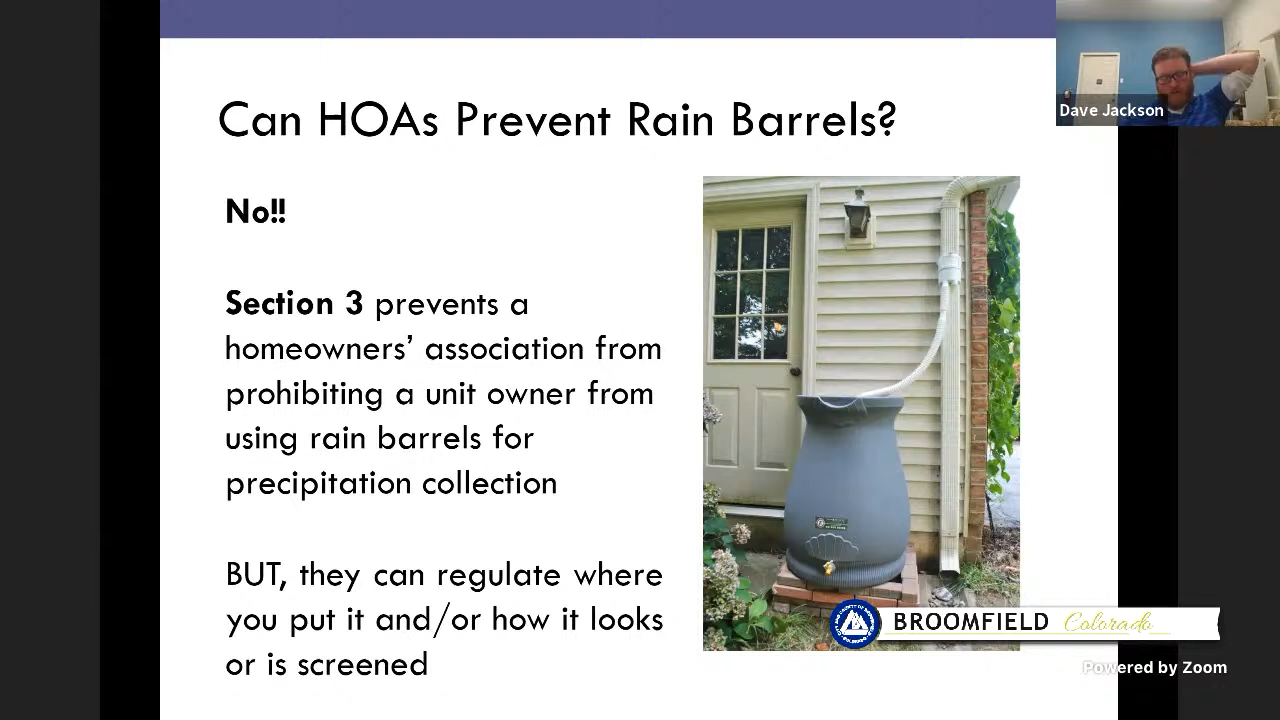 Can HOAs Prevent Rain Barrels?
Dave Jackson
No!!
Section 3 prevents a
homeowners’ association from
prohibiting a unit owner from
using rain barrels for
precipitation collection
BUT, they can regulate where
you put it and/or how it looks
or is screened
BROOMFIELD Colorado
Powered by Zoom